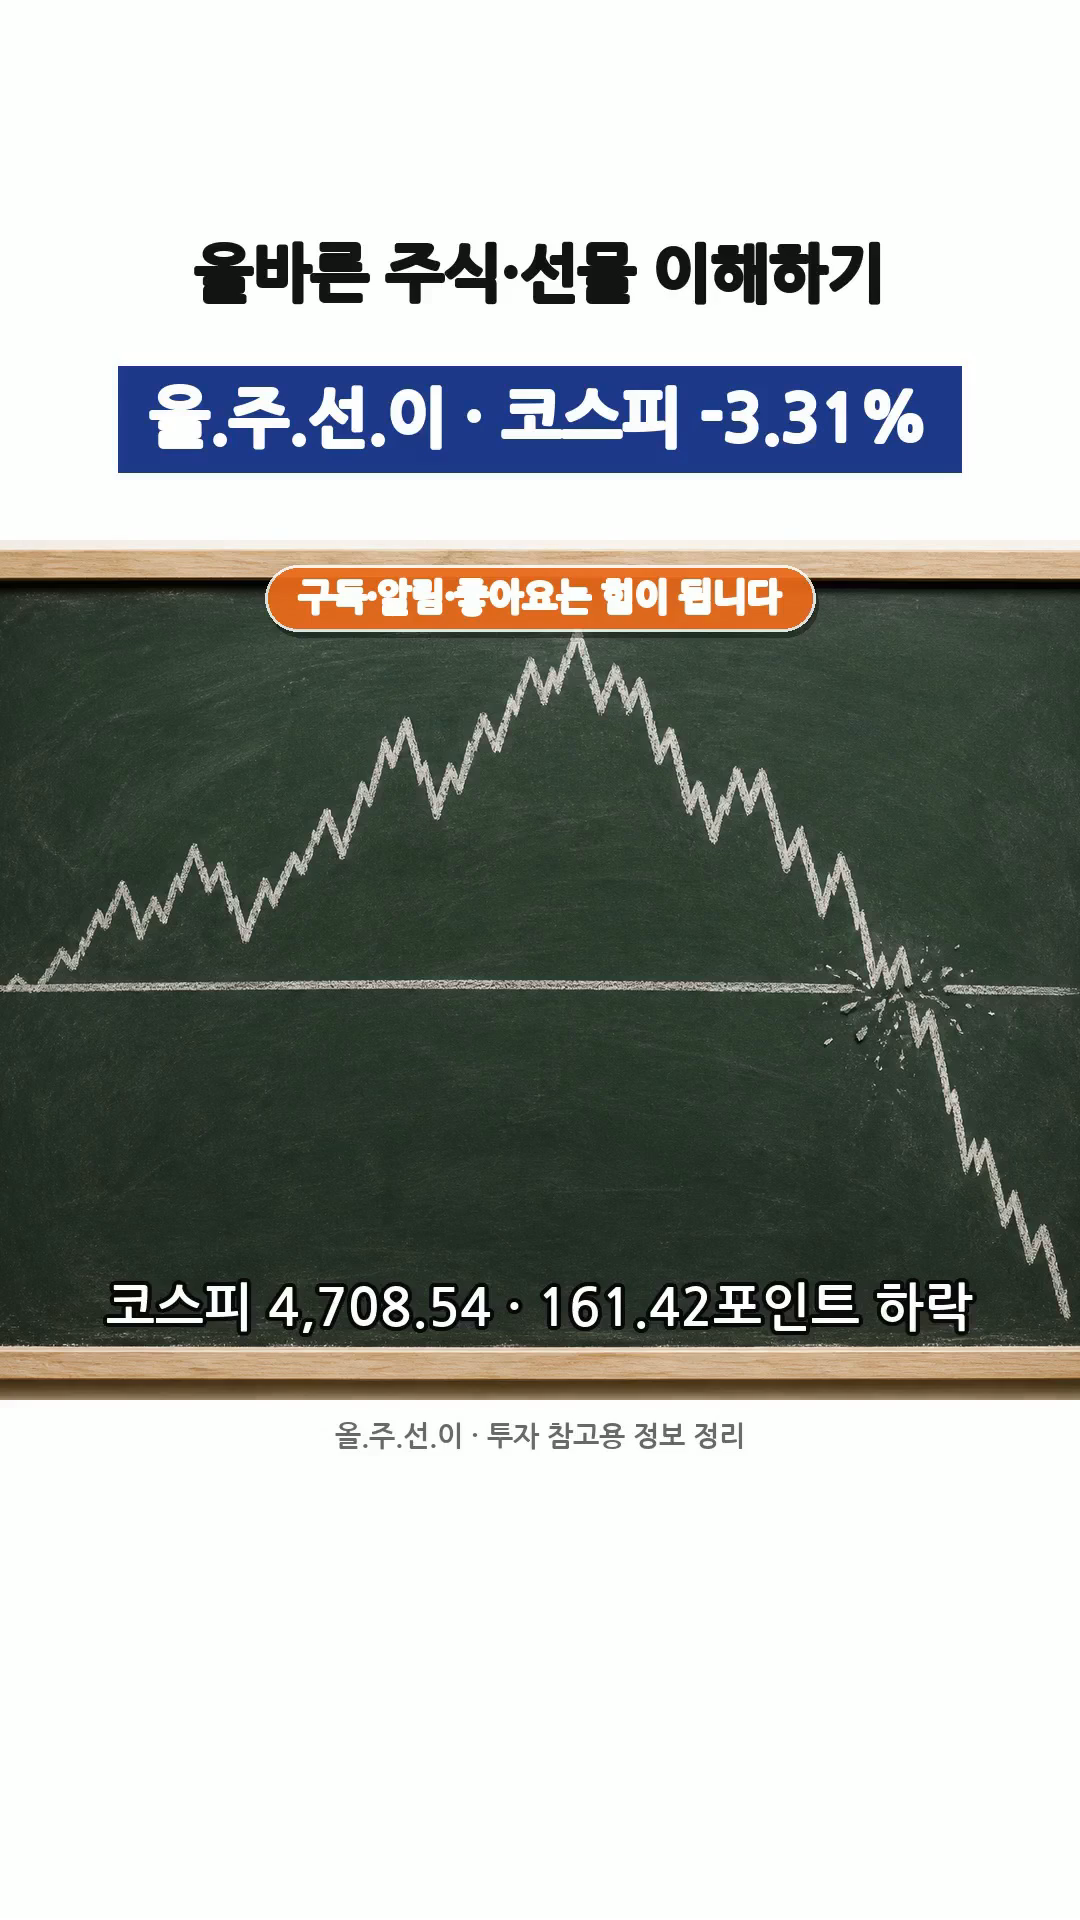 올바른 주식·선물 이해하기
올.주.선.이 · 코스피 -3.31%
구독·알림·좋아요는 힘이 됩니다
코스피 4,708.54 · 161.42포인트 하락
올.주.선.이 · 투자 참고용 정보 정리